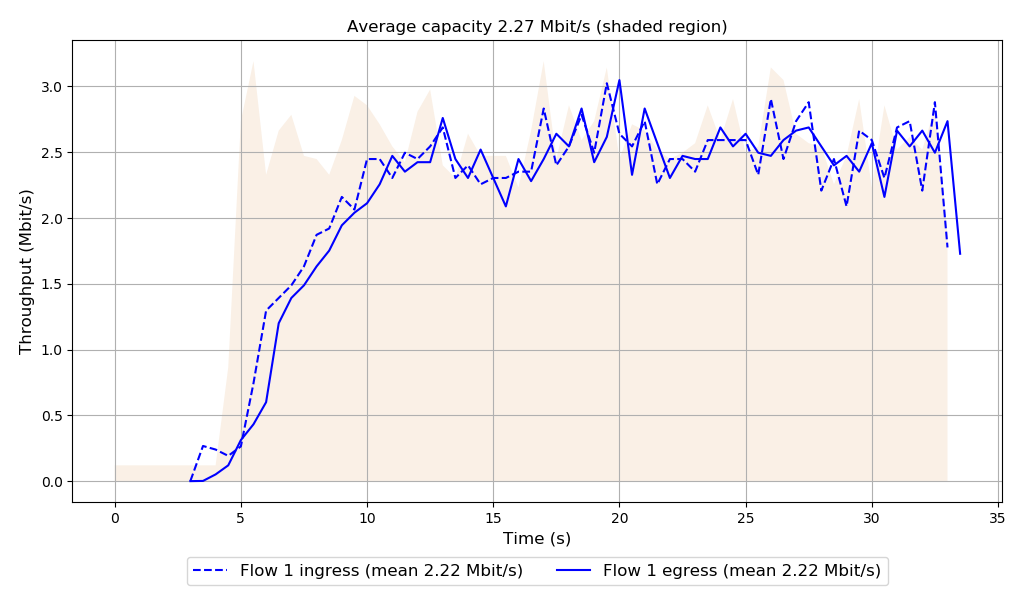 Average capacity 2.27 Mbit/s (shaded region)
Throughput (Mbit/s)
3.0
2.5
2.0
1.5
1.0
0.5
0.0
0 5 10 15 20 25 30 35
Time (s)
Flow 1 ingress (mean 2.22 Mbit/s) Flow 1 egress (mean 2.22 Mbit/s)